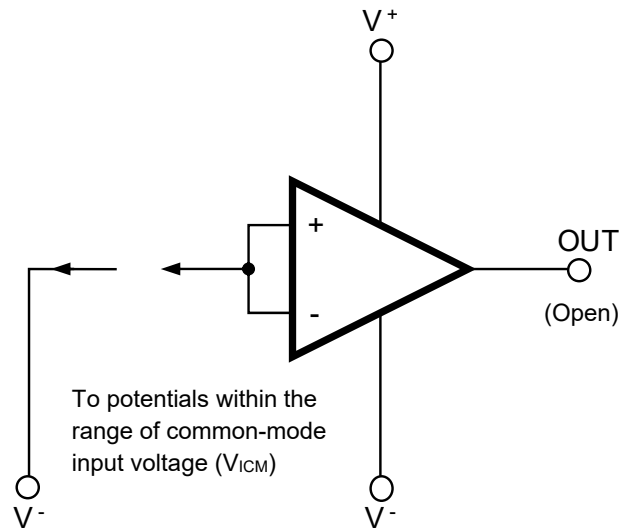 V+
+
OUT
-
(Open)
To potentials within the
range of common-mode
input voltage (VICM)
V-
V-